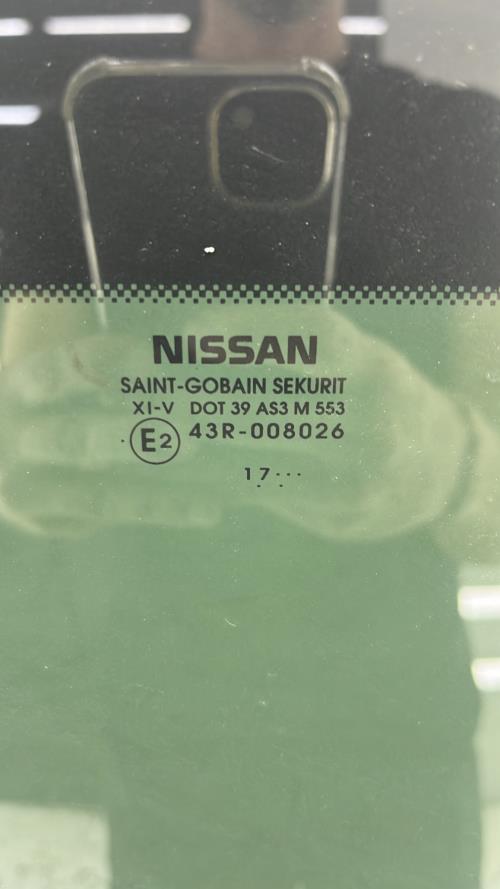 NISSAN
SAINT-GOBAIN SEKURIT
XI-V DOT 39 AS3 M 553
E2 43R-008026
17...